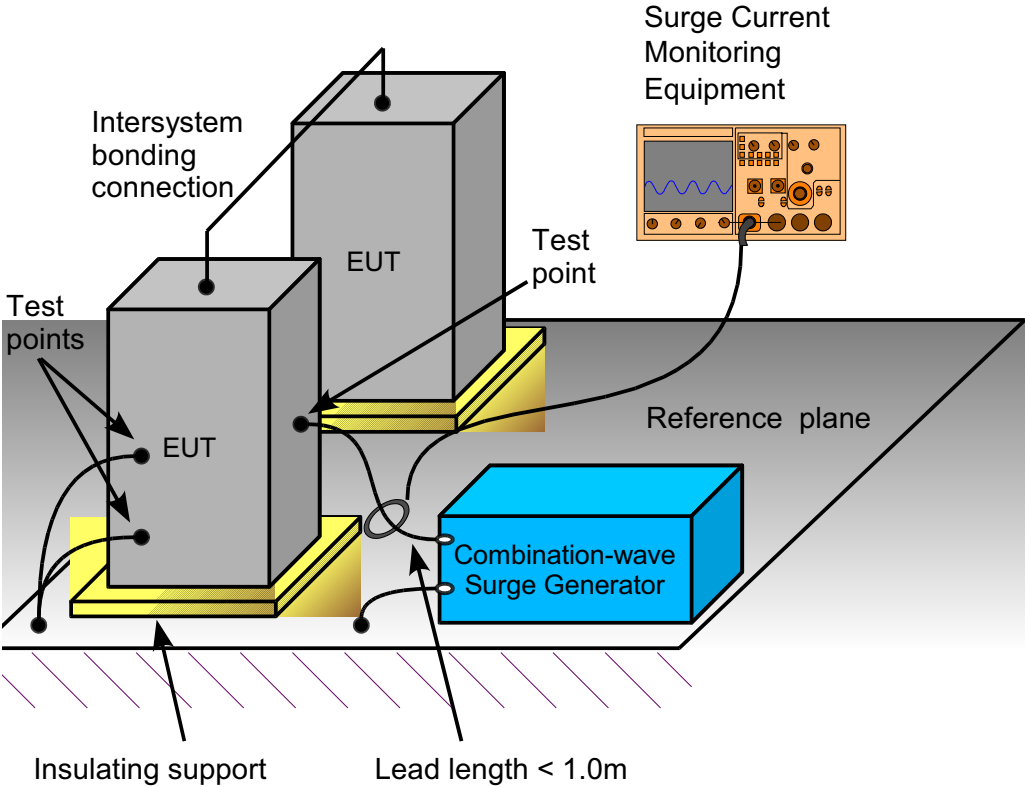 Surge Current
Monitoring
Equipment
Intersystem
bonding
connection
EUT
Test
point
Test
points
EUT
Reference plane
Combination-wave
Surge Generator
Insulating support
Lead length < 1.0m